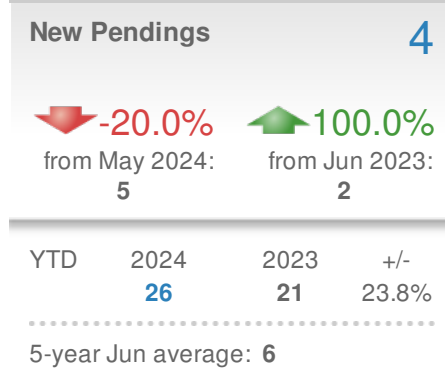 New Pendings 4
-20.0% 100.0%
from May 2024: from Jun 2023:
5 2
YTD 2024 2023 +/-
26 21 23.8%
5-year Jun average: 6